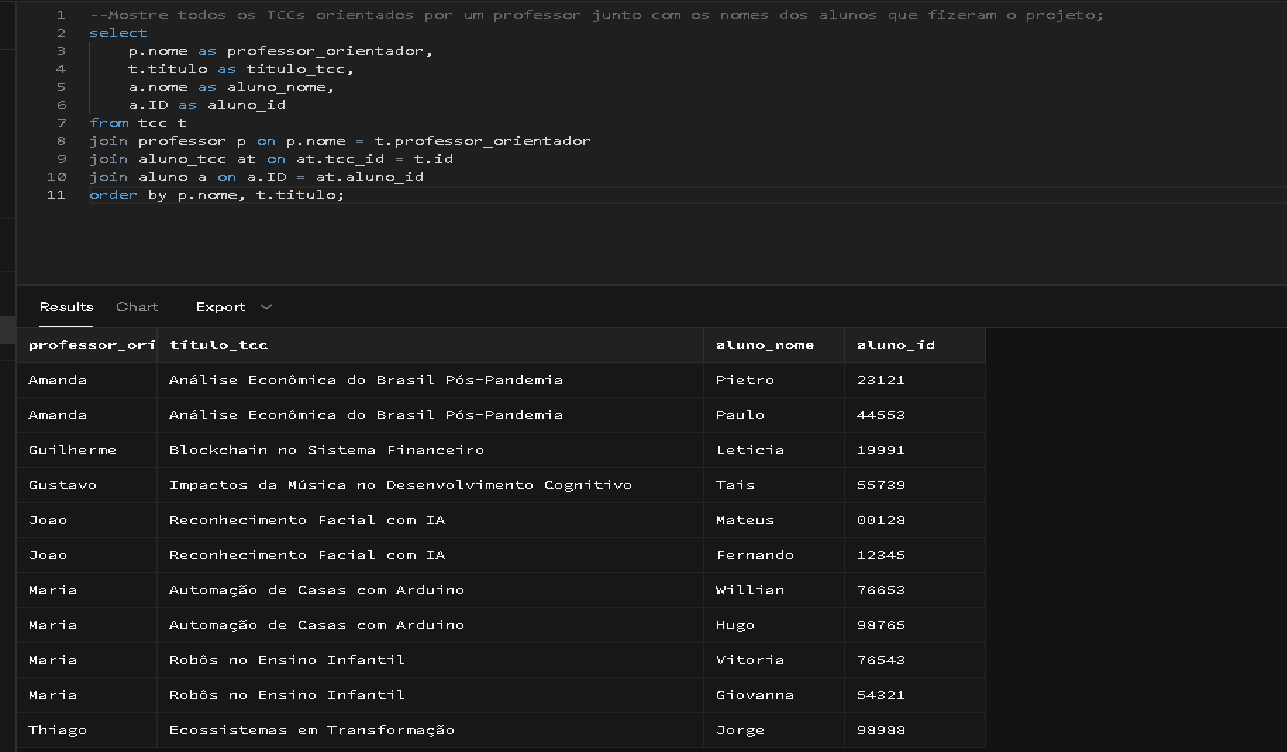 1 --Mostre todos os TCCs orientados por um professor junto com os nomes dos alunos que fizeram o projeto;
2 select
3 p.nome as professor_orientador,
4 t.titulo as titulo_tcc,
5 a.nome as aluno_nome,
6 a.ID as aluno_id
7 from tcc t
8 join professor p on p.nome = t.professor_orientador
9 join aluno_tcc at on at.tcc_id = t.id
10 join aluno a on a.ID = at.aluno_id
11 order by p.nome, t.titulo;
Results Chart Export
professor_ori titulo_tcc aluno_nome aluno_id
Amanda Análise Econômica do Brasil Pós-Pandemia Pietro 23121
Amanda Análise Econômica do Brasil Pós-Pandemia Paulo 44553
Guilherme Blockchain no Sistema Financeiro Leticia 19991
Gustavo Impactos da Música no Desenvolvimento Cognitivo Tais 55739
Joao Reconhecimento Facial com IA Mateus 00128
Joao Reconhecimento Facial com IA Fernando 12345
Maria Automação de Casas com Arduino Willian 76653
Maria Automação de Casas com Arduino Hugo 98765
Maria Robôs no Ensino Infantil Vitoria 76543
Maria Robôs no Ensino Infantil Giovanna 54321
Thiago Ecossistemas em Transformação Jorge 98988